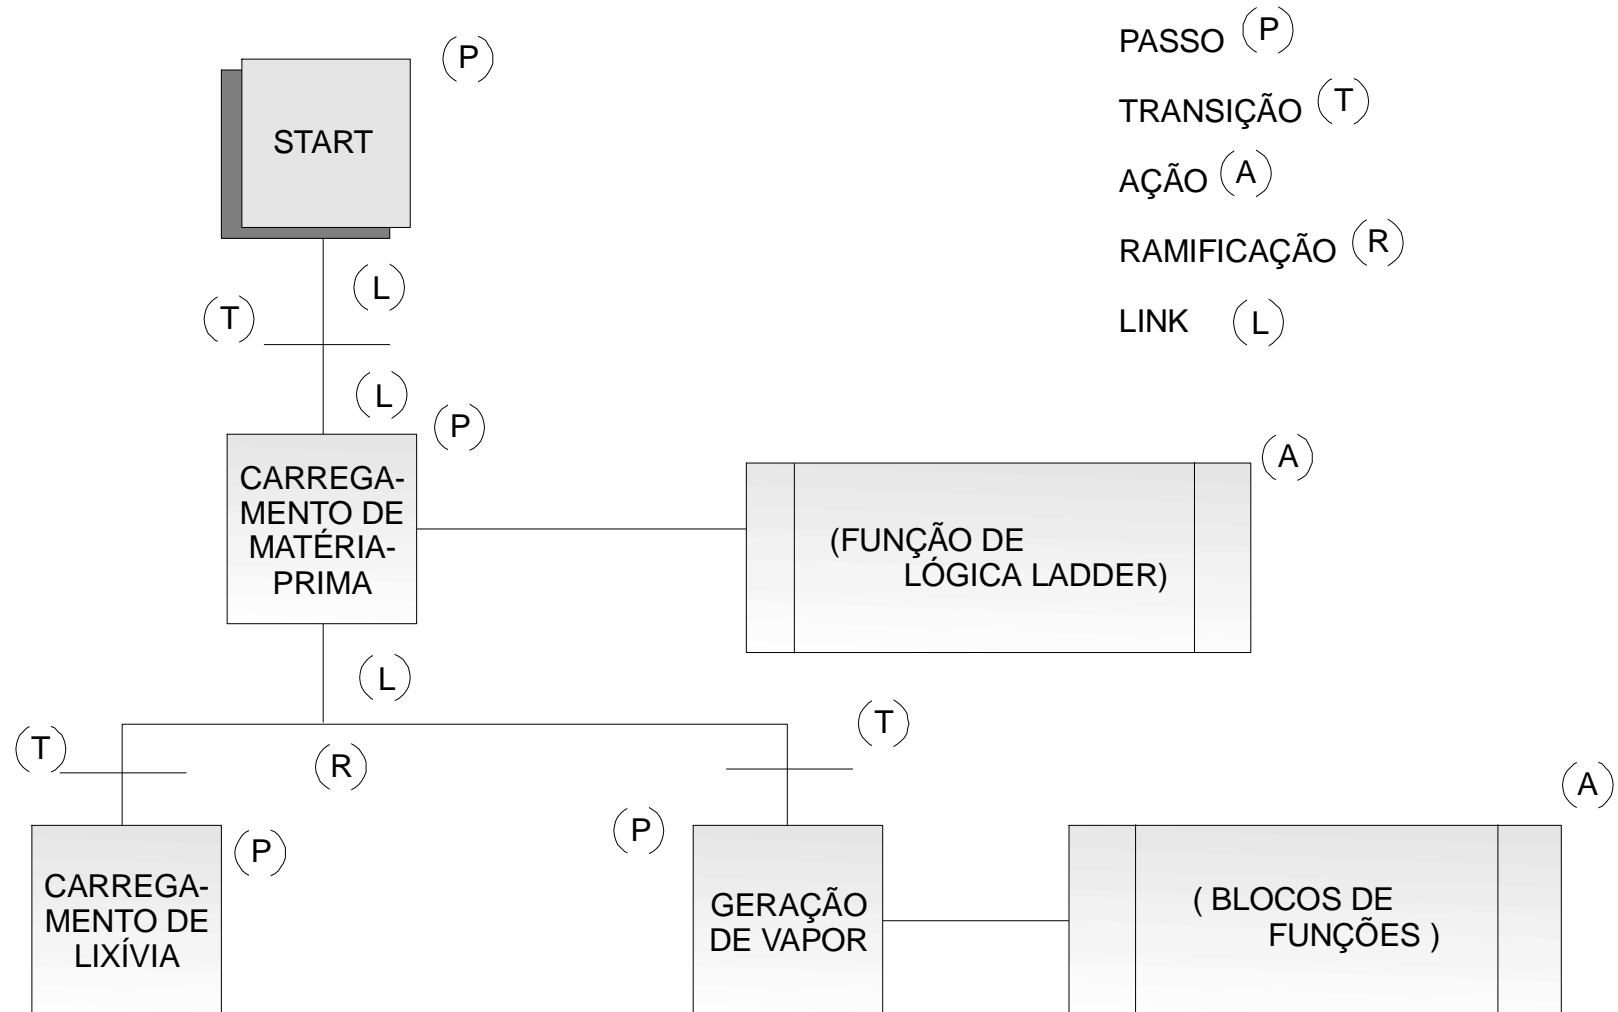 PASSO (P)
TRANSIÇÃO (T)
AÇÃO (A)
RAMIFICAÇÃO (R)
LINK (L)
(P)
START
(L)
(T)
(L)
(P)
CARREGA-
MENTO DE
MATÉRIA-
PRIMA
(A)
(FUNÇÃO DE
LÓGICA LADDER)
(L)
(T)
(R)
(T)
(P)
CARREGA-
MENTO DE
LIXÍVIA
(P)
GERAÇÃO
DE VAPOR
(A)
( BLOCOS DE
FUNÇÕES )